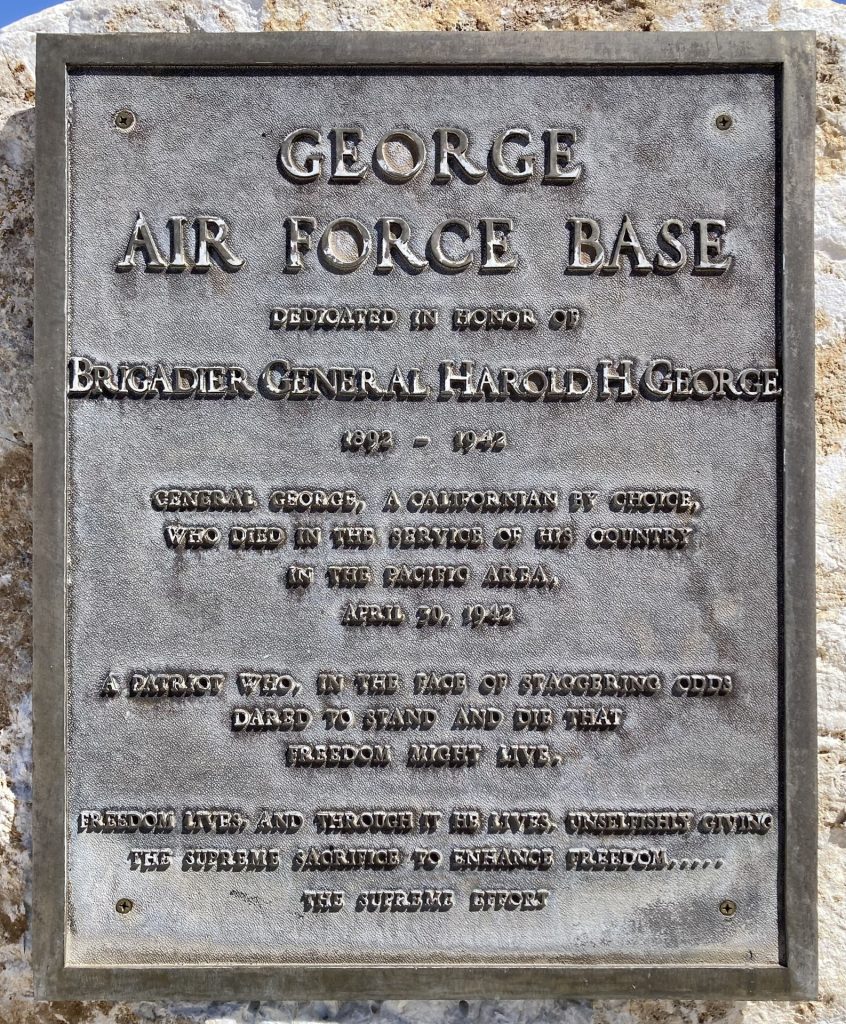 GEORGE
AIR FORCE BASE
DEDICATED IN HONOR OF
BRIGADIER GENERAL HAROLD H GEORGE
1892 - 1942
GENERAL GEORGE, A CALIFORNIAN BY CHOICE,
WHO DIED IN THE SERVICE OF HIS COUNTRY
IN THE PACIFIC AREA,
APRIL 30, 1942
A PATRIOT WHO, IN THE FACE OF STAGGERING ODDS
DARED TO STAND AND DIE THAT
FREEDOM MIGHT LIVE.
FREEDOM LIVES, AND THROUGH IT HE LIVES, UNSELFISHLY GIVING
THE SUPREME SACRIFICE TO ENHANCE FREEDOM.....
THE SUPREME EFFORT